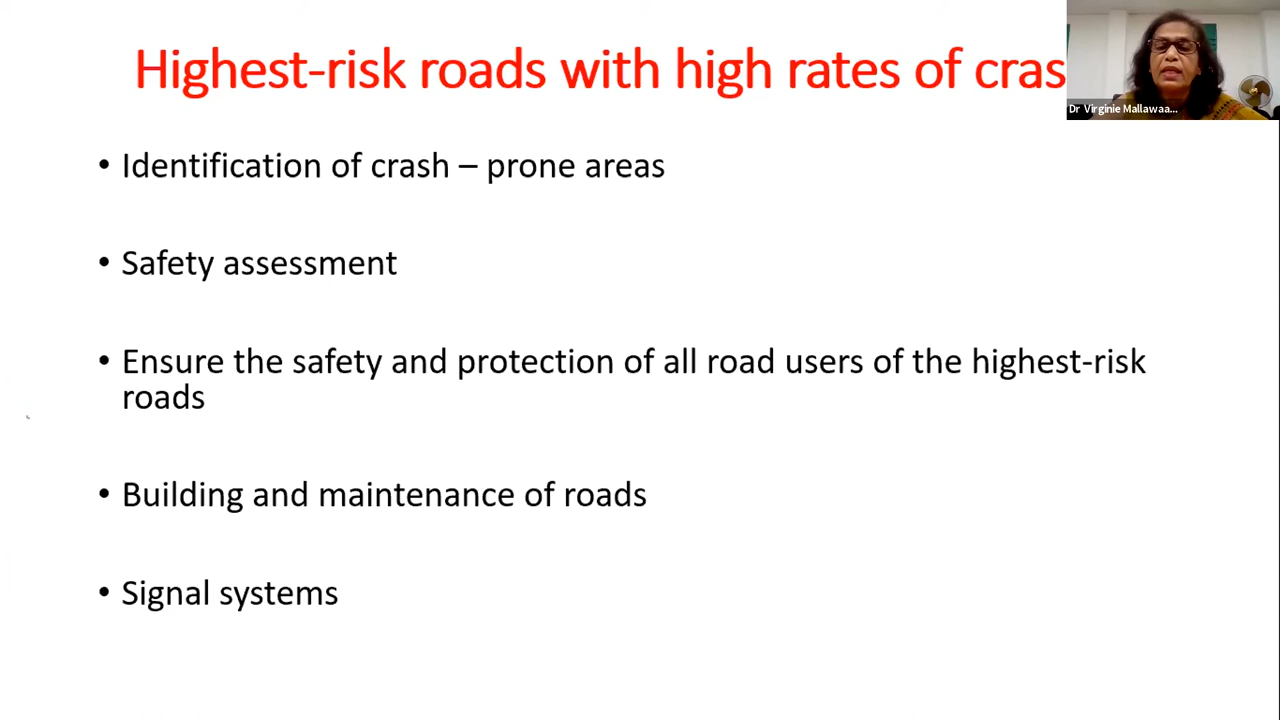 Highest-risk roads with high rates of cras
Dr Virginie Mallawaa...
• Identification of crash – prone areas
• Safety assessment
• Ensure the safety and protection of all road users of the highest-risk
roads
• Building and maintenance of roads
• Signal systems